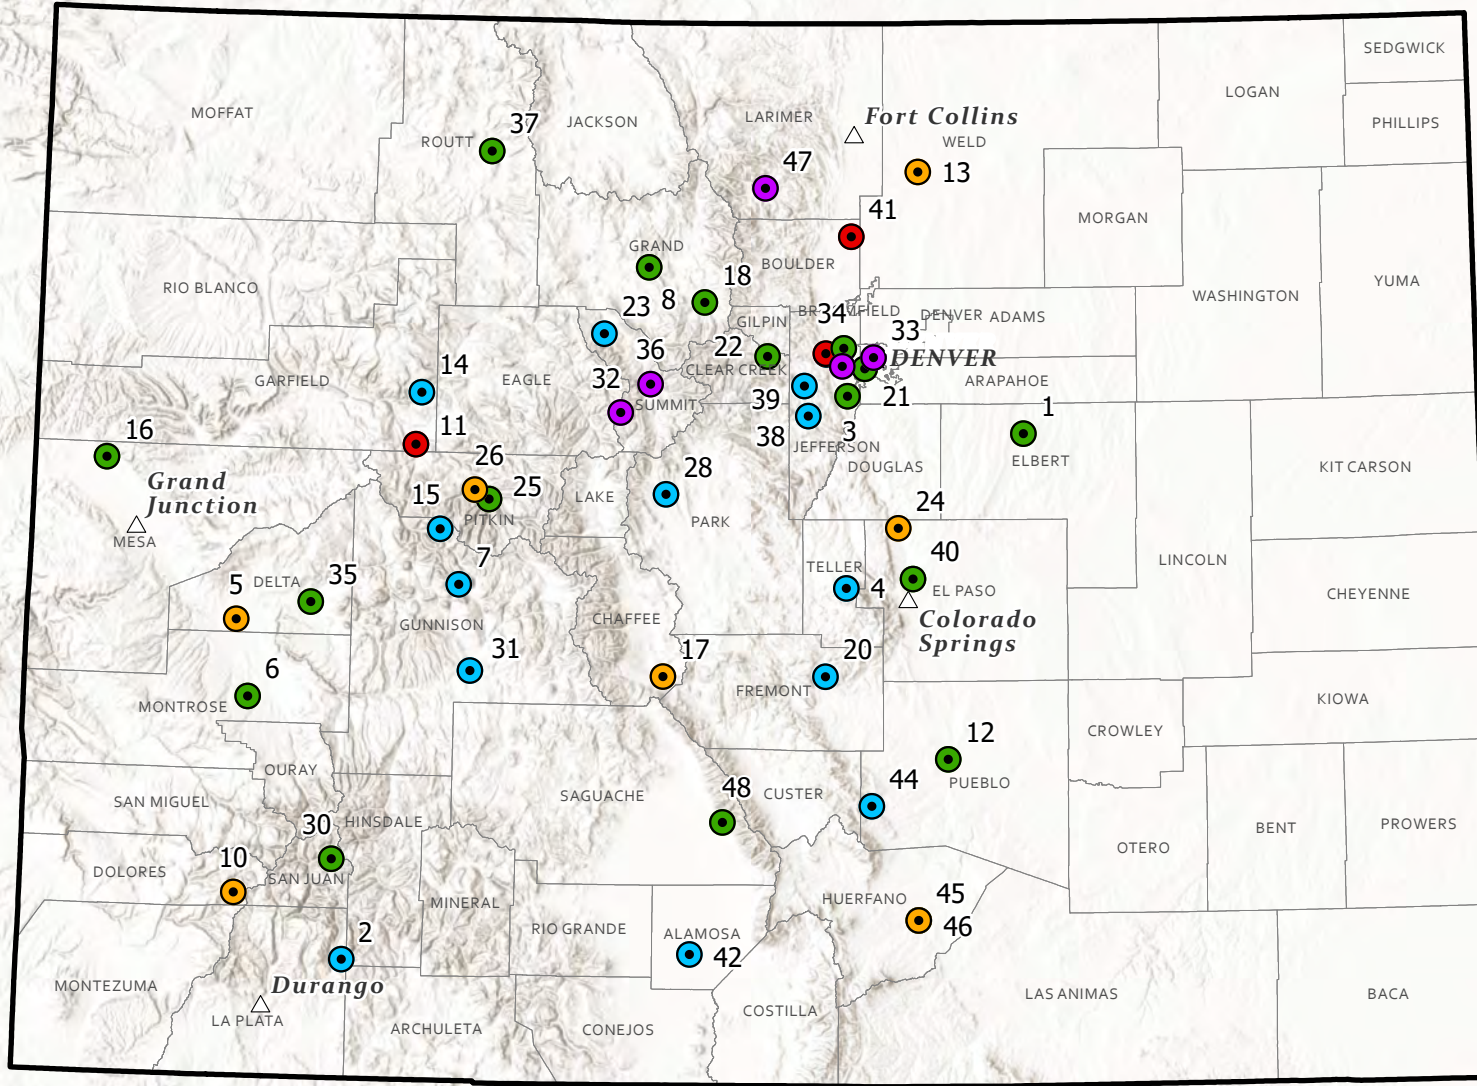 SEDGWICK
LOGAN
MOFFAT
37
JACKSON
LARIMER
Fort Collins
PHILLIPS
ROUTT
WELD
47
13
41
MORGAN
GRAND
BOULDER
18
RIO BLANCO
YUMA
WASHINGTON
23
8
34
BR MFIELD
DENVER
ADAMS
GILPIN
33
22
36
DENVER
14
EAGLE
32
CLEAR CREEK
GARFIELD
ARAPAHOE
39
21
SUMMIT
1
16
11
38
3
JEFFERSON
26
ELBERT
DOUGLAS
KIT CARSON
28
Grand
Junction
15
25
LAKE
24
PITKIN
PARK
MESA
40
7
LINCOLN
TELLER
4
EL PASO
5
DELTA
35
CHEYENNE
Colorado
Springs
GUNNISON
CHAFFEE
31
17
20
6
FREMONT
KIOWA
MONTROSE
12
CROWLEY
OURAY
PUEBLO
44
SAGUACHE
48
CUSTER
SAN MIGUEL
30
HINSDALE
PROWERS
BENT
OTERO
10
DOLORES
SAN JUAN
HUERFANO
45
MINERAL
46
RIO GRANDE
ALAMOSA
2
42
Durango
MONTEZUMA
LAS ANIMAS
BACA
COSTILLA
LA PLATA
ARCHULETA
CONEJOS